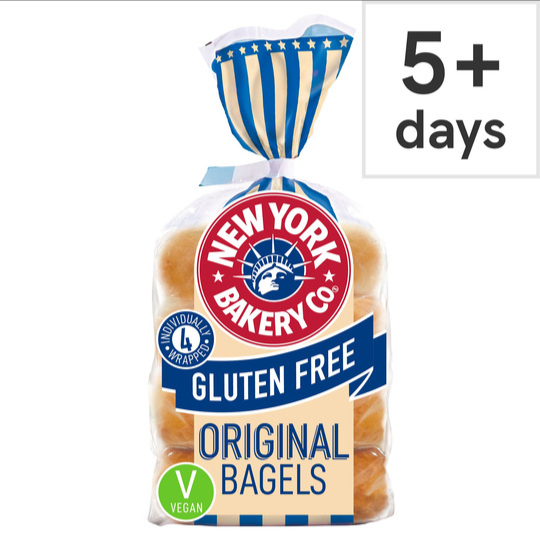 5+
days
NEW YORK
BAKERY CO.
INDIVIDUALLY
4
WRAPPED
GLUTEN FREE
ORIGINAL
BAGELS
V
VEGAN